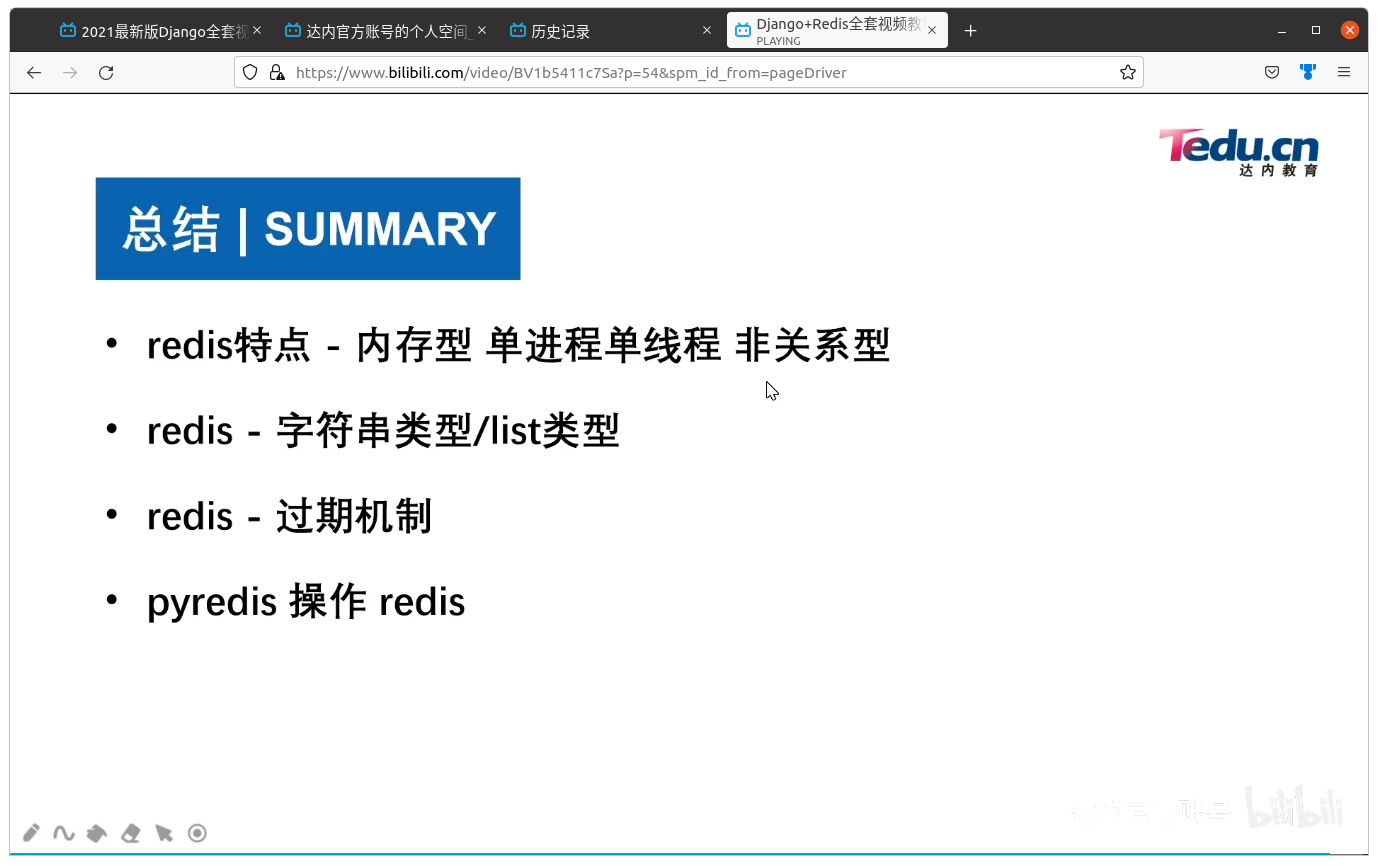 2021最新版Django全套视
达内官方账号的个人空间_
历史记录
Django+Redis全套视频教
PLAYING
https://www.bilibili.com/video/BV1b5411c7Sa?p=54&spm_id_from=pageDriver
Tedu.cn
达内教育
总结 | SUMMARY
• redis特点 - 内存型 单进程单线程 非关系型
• redis - 字符串类型/list类型
• redis - 过期机制
• pyredis 操作 redis
达内官方账号 bilibili